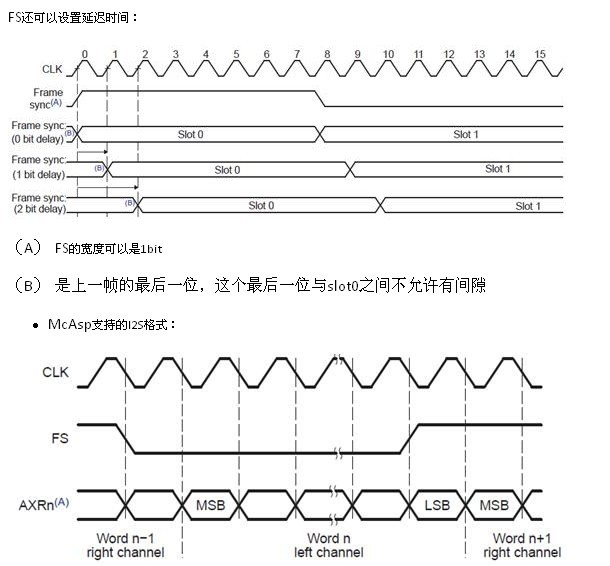 FS还可以设置延迟时间：
0 1 2 3 4 5 6 7 8 9 10 11 12 13 14 15
CLK
Frame
sync(A)
Frame sync:
(0 bit delay)
(B)
Slot 0
Slot 1
Frame sync:
(1 bit delay)
(B)
Slot 0
Slot 1
Frame sync:
(2 bit delay)
(B)
Slot 0
Slot 1
（A） FS的宽度可以是1bit
（B） 是上一帧的最后一位，这个最后一位与slot0之间不允许有间隙
• McAsp支持的I2S格式：
CLK
FS
AXRn(A)
MSB
LSB
MSB
Word n−1
right channel
Word n
left channel
Word n+1
right channel